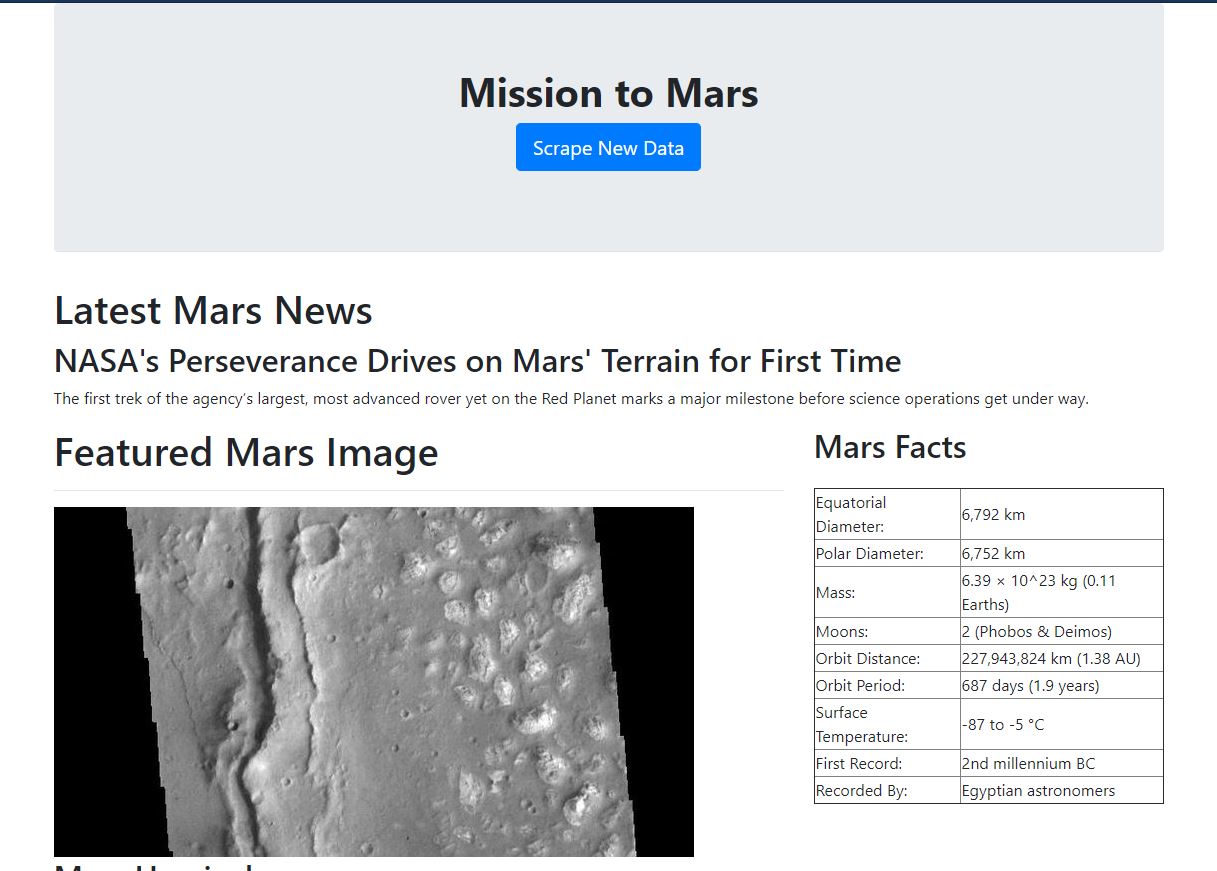 Mission to Mars
Scrape New Data
Latest Mars News
NASA's Perseverance Drives on Mars' Terrain for First Time
The first trek of the agency’s largest, most advanced rover yet on the Red Planet marks a major milestone before science operations get under way.
Featured Mars Image
Mars Facts
Equatorial
Diameter:
6,792 km
Polar Diameter:
6,752 km
Mass:
6.39 × 10^23 kg (0.11
Earths)
Moons:
2 (Phobos & Deimos)
Orbit Distance:
227,943,824 km (1.38 AU)
Orbit Period:
687 days (1.9 years)
Surface
Temperature:
-87 to -5 °C
First Record:
2nd millennium BC
Recorded By:
Egyptian astronomers